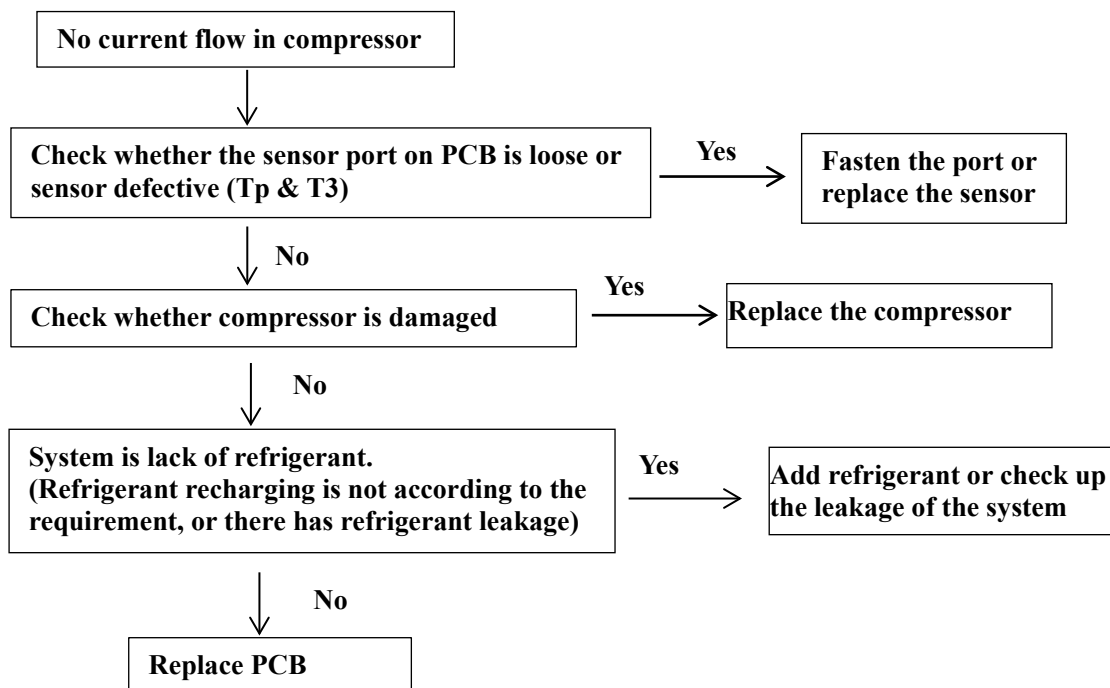 No current flow in compressor
Check whether the sensor port on PCB is loose or
sensor defective (Tp & T3)
Yes
Fasten the port or
replace the sensor
No
Check whether compressor is damaged
Yes
Replace the compressor
No
System is lack of refrigerant.
(Refrigerant recharging is not according to the
requirement, or there has refrigerant leakage)
Yes
Add refrigerant or check up
the leakage of the system
No
Replace PCB